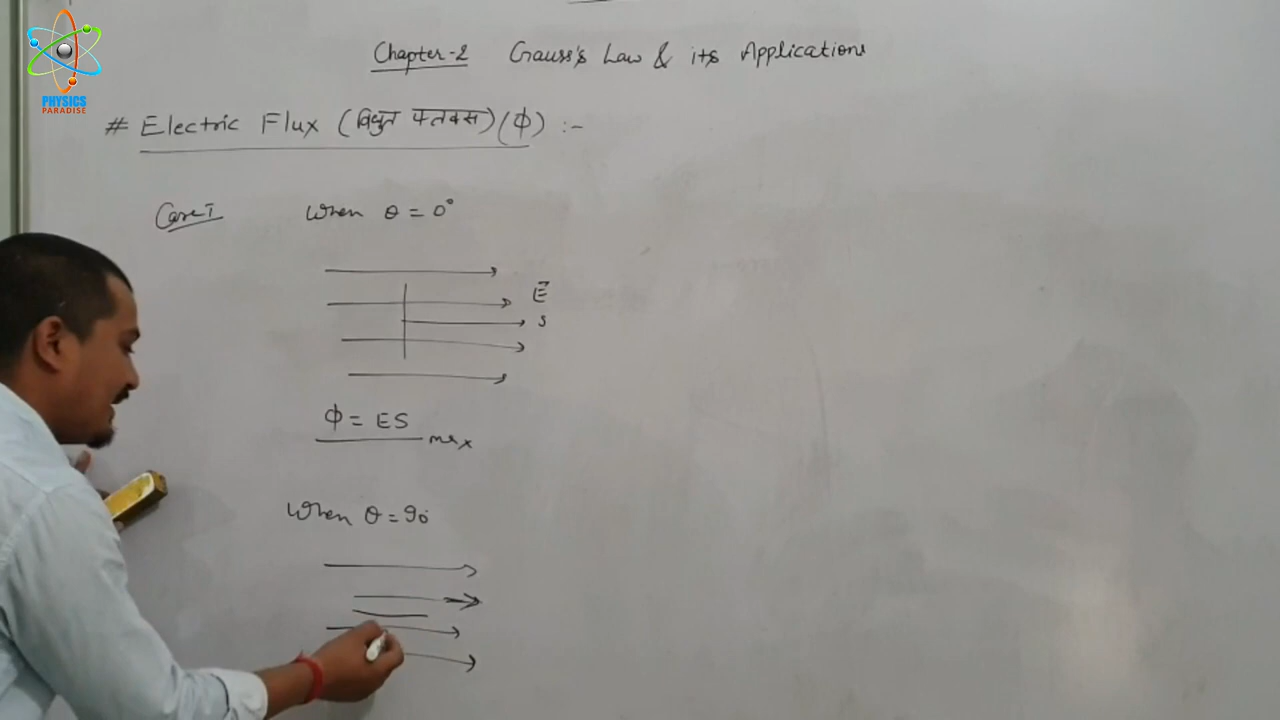 PHYSICS
PARADISE
Chapter-2 Gauss's Law & its Applications
# Electric Flux (विधुत फ्लक्स) (Φ) :-
Case I When θ = 0°
E⃗
S
Φ = ES max
When θ = 90°